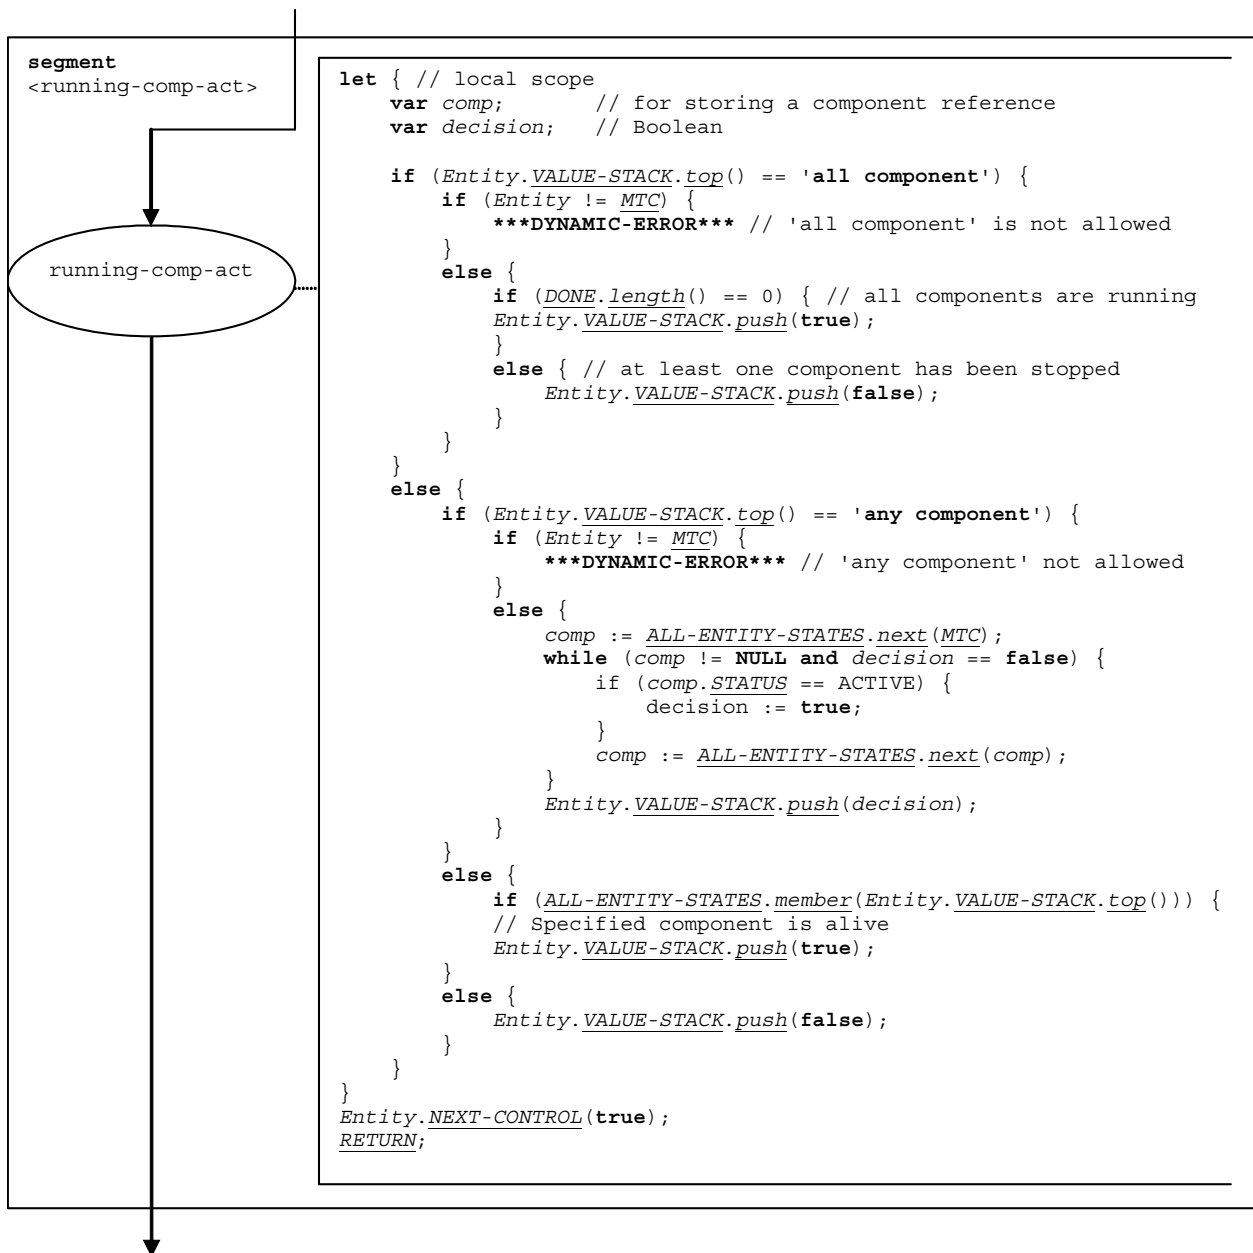 segment
<running-comp-act>
running-comp-act
let { // local scope
    var comp;       // for storing a component reference
    var decision;   // Boolean

    if (Entity.VALUE-STACK.top() == 'all component') {
        if (Entity != MTC) {
            ***DYNAMIC-ERROR*** // 'all component' is not allowed
        }
        else {
            if (DONE.length() == 0) { // all components are running
            Entity.VALUE-STACK.push(true);
            }
            else { // at least one component has been stopped
                Entity.VALUE-STACK.push(false);
            }
        }
    }
    else {
        if (Entity.VALUE-STACK.top() == 'any component') {
            if (Entity != MTC) {
                ***DYNAMIC-ERROR*** // 'any component' not allowed
            }
            else {
                comp := ALL-ENTITY-STATES.next(MTC);
                while (comp != NULL and decision == false) {
                    if (comp.STATUS == ACTIVE) {
                        decision := true;
                    }
                    comp := ALL-ENTITY-STATES.next(comp);
                }
                Entity.VALUE-STACK.push(decision);
            }
        }
        else {
            if (ALL-ENTITY-STATES.member(Entity.VALUE-STACK.top())) {
            // Specified component is alive
            Entity.VALUE-STACK.push(true);
        }
        else {
            Entity.VALUE-STACK.push(false);
        }
    }
}
Entity.NEXT-CONTROL(true);
RETURN;